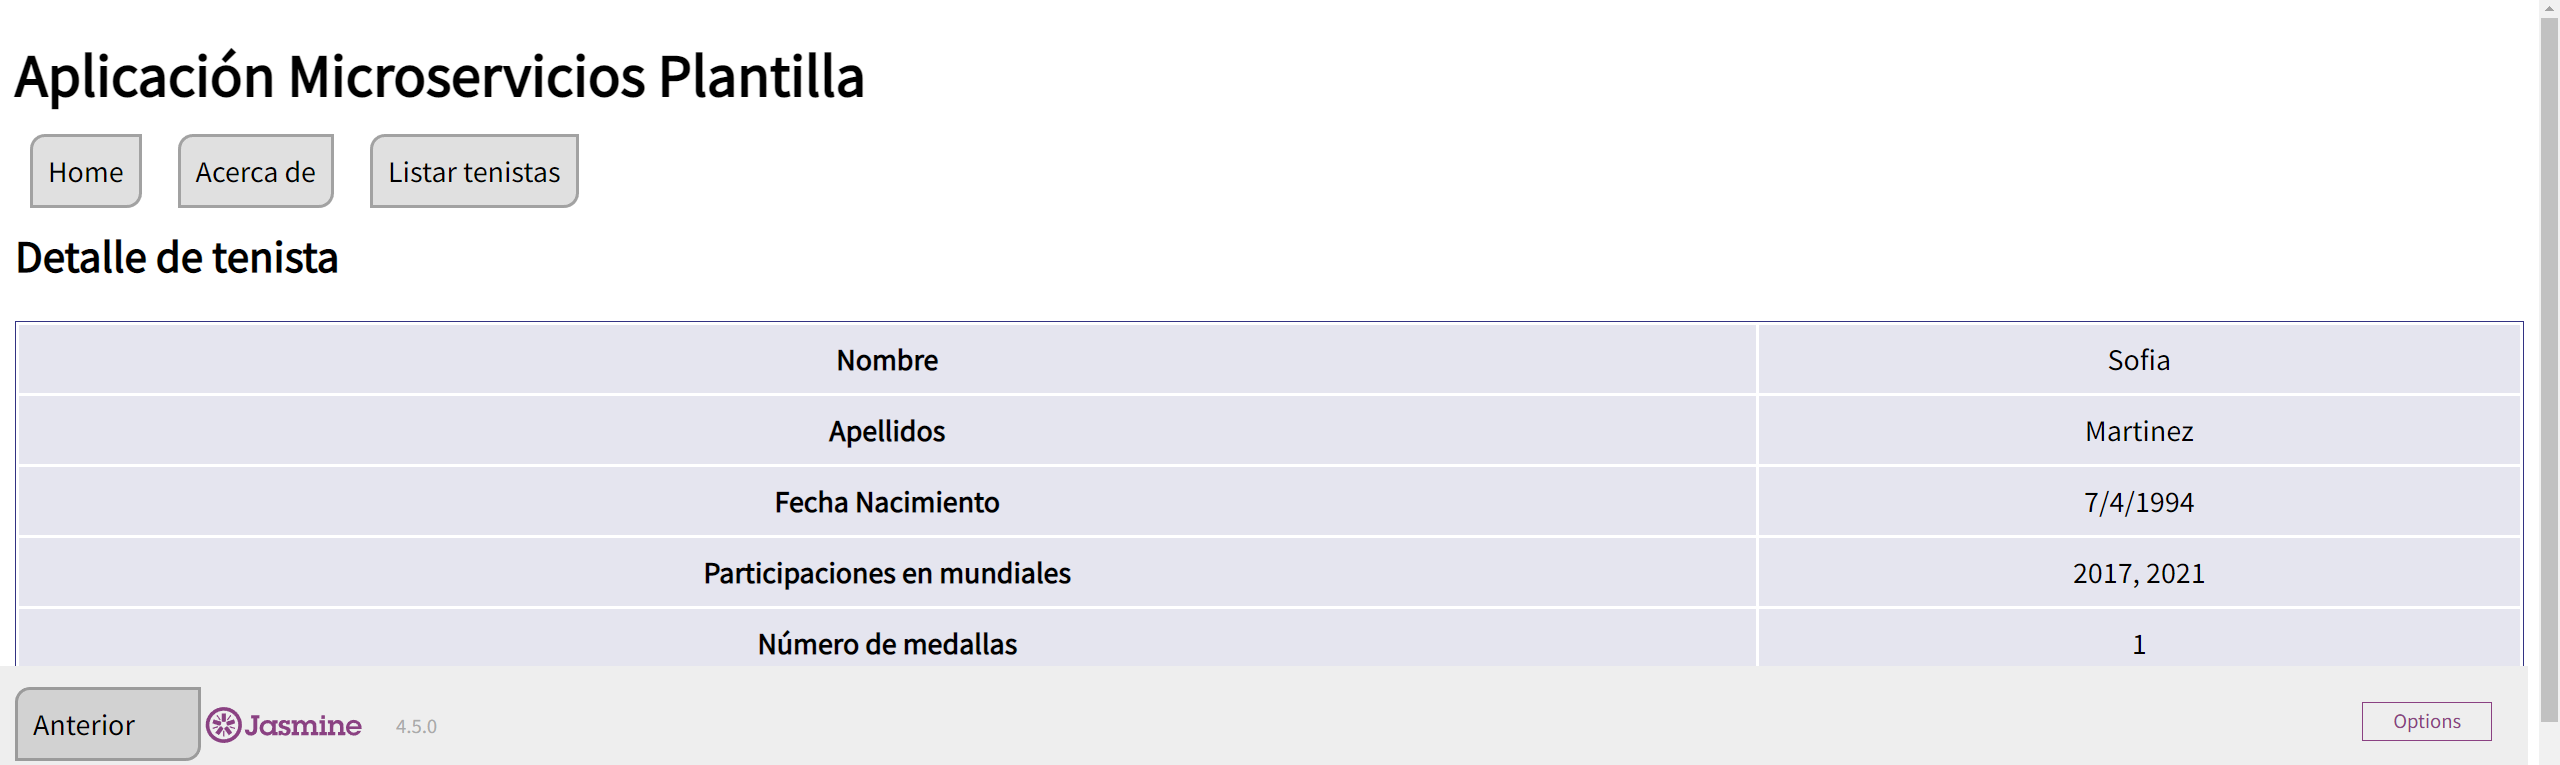 Aplicación Microservicios Plantilla
Home Acerca de Listar tenistas
Detalle de tenista
Nombre Sofia
Apellidos Martinez
Fecha Nacimiento 7/4/1994
Participaciones en mundiales 2017, 2021
Número de medallas 1
Anterior Jasmine 4.5.0 Options